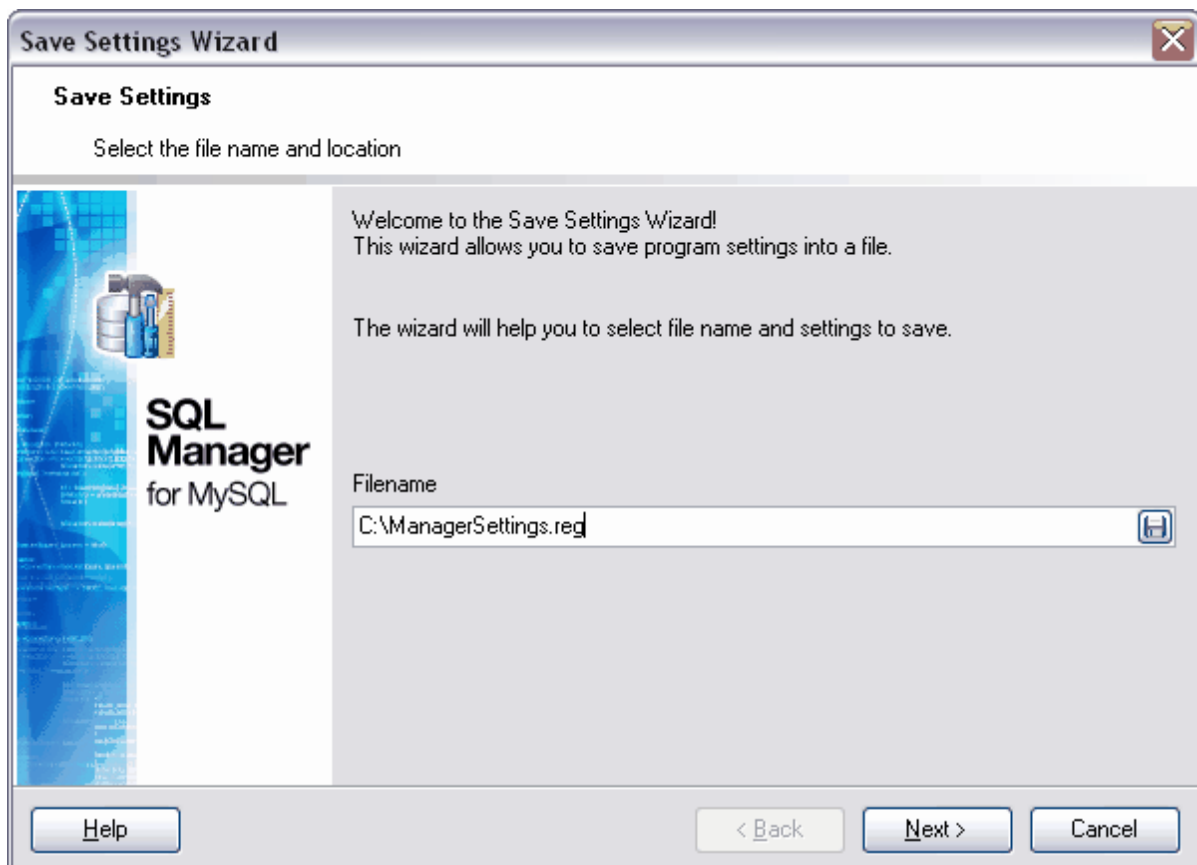 Save Settings Wizard
Save Settings
Select the file name and location
Welcome to the Save Settings Wizard!
This wizard allows you to save program settings into a file.
The wizard will help you to select file name and settings to save.
SQL
Manager
for MySQL
Filename
C:\ManagerSettings.reg
Help
< Back
Next >
Cancel